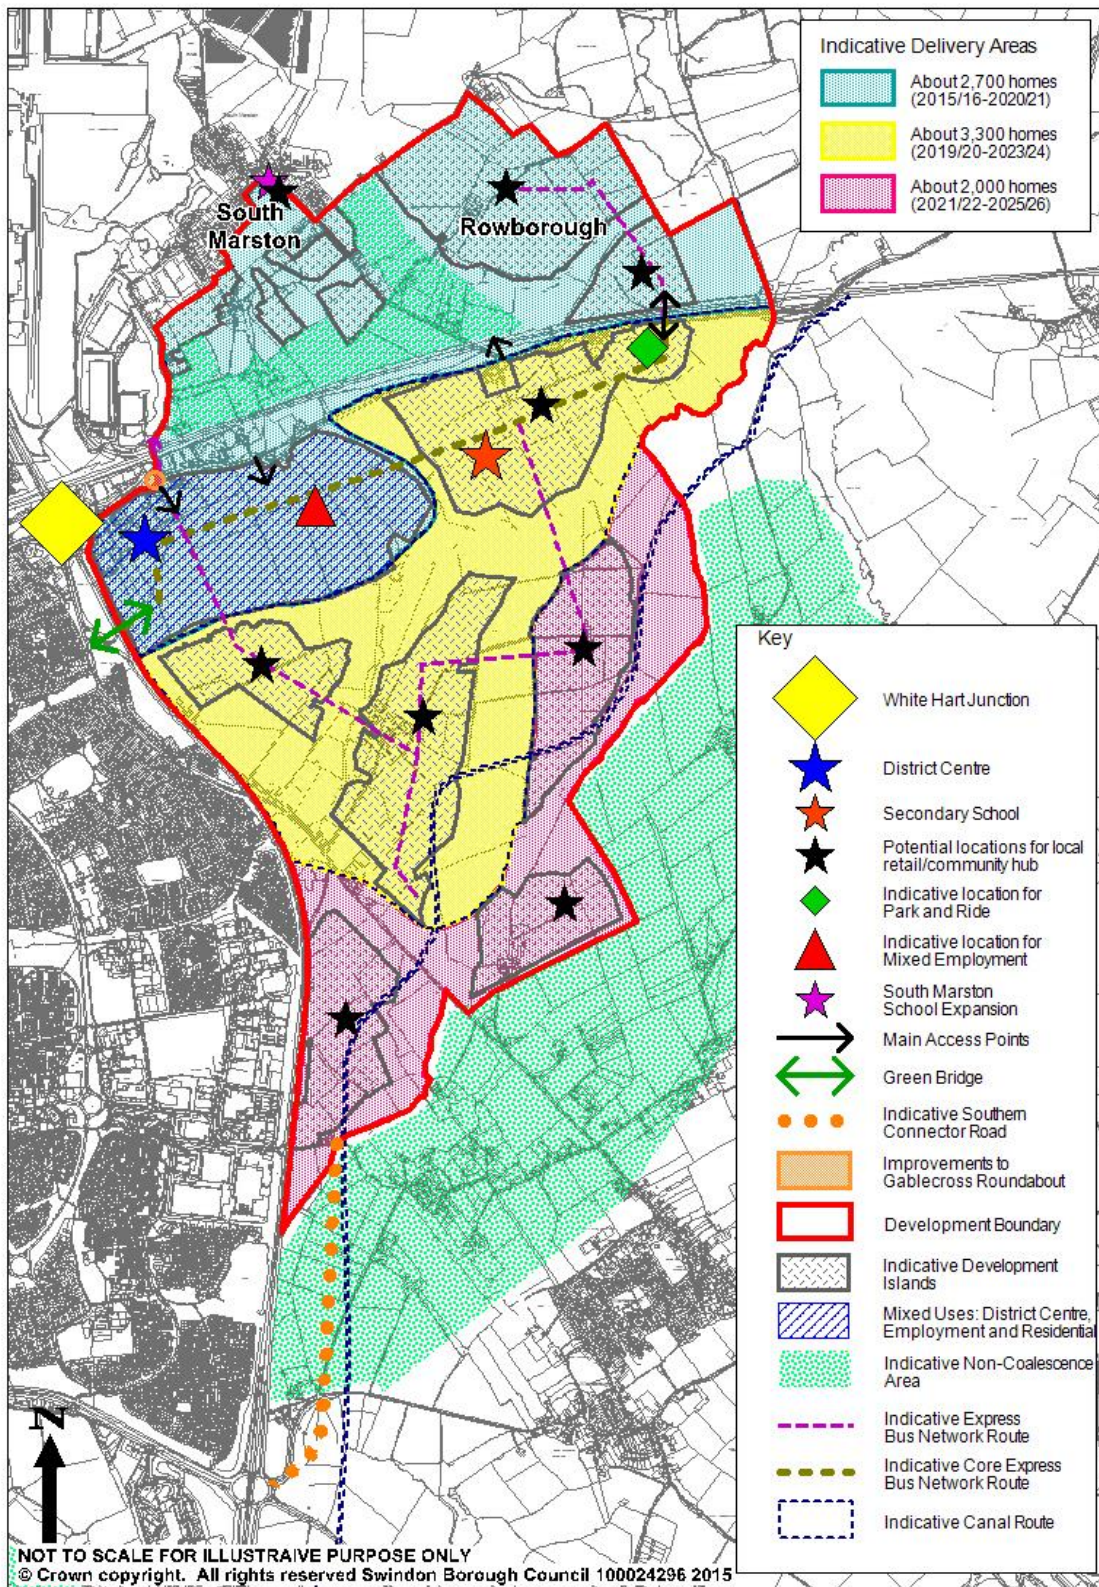 Indicative Delivery Areas
About 2,700 homes
(2015/16-2020/21)
About 3,300 homes
(2019/20-2023/24)
About 2,000 homes
(2021/22-2025/26)
South Marston
South
Marston
Rowborough
Key
White Hart Junction
District Centre
Secondary School
Potential locations for local
retail/community hub
Indicative location for
Park and Ride
Indicative location for
Mixed Employment
South Marston
School Expansion
Main Access Points
Green Bridge
Indicative Southern
Connector Road
Improvements to
Gablecross Roundabout
Development Boundary
Indicative Development
Islands
Mixed Uses: District Centre,
Employment and Residential
Indicative Non-Coalescence
Area
Indicative Express
Bus Network Route
Indicative Core Express
Bus Network Route
Indicative Canal Route
N
NOT TO SCALE FOR ILLUSTRAIVE PURPOSE ONLY
© Crown copyright. All rights reserved Swindon Borough Council 100024296 2015